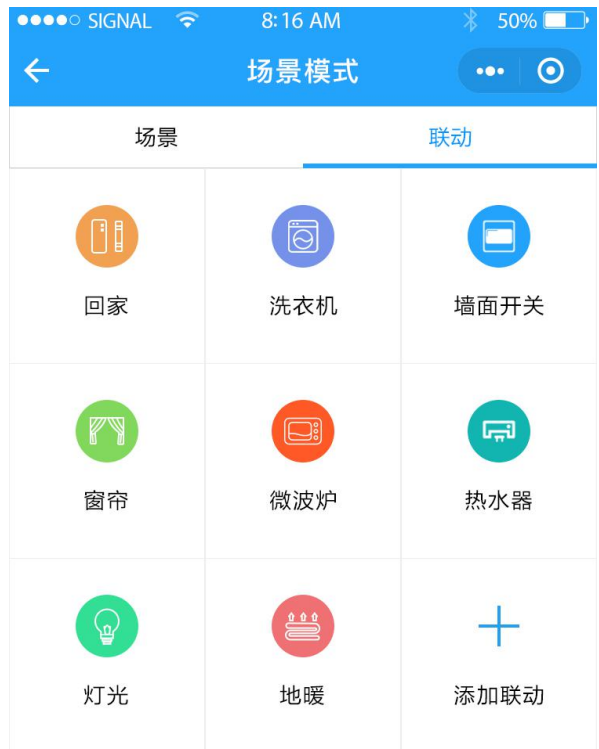 SIGNAL 8:16 AM 50%
场景模式
场景 联动
回家 洗衣机 墙面开关
窗帘 微波炉 热水器
灯光 地暖 添加联动